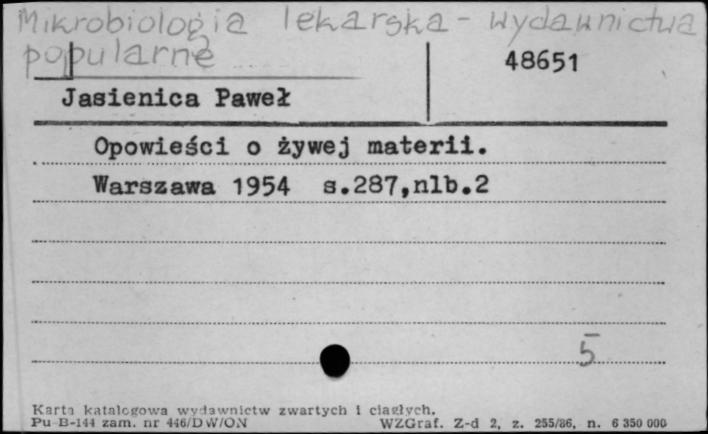 Mikrobiologia lekarska - wydawnictwa
popularne
48651
Jasienica Paweł
Opowieści o żywej materii.
Warszawa 1954 s.287,nlb.2
5
Karta katalogowa wydawnictw zwartych i ciągłych.
Pu-B-144 zam. nr 446/DW/ON WZGraf. Z-d 2, z. 255/86, n. 6 350 000